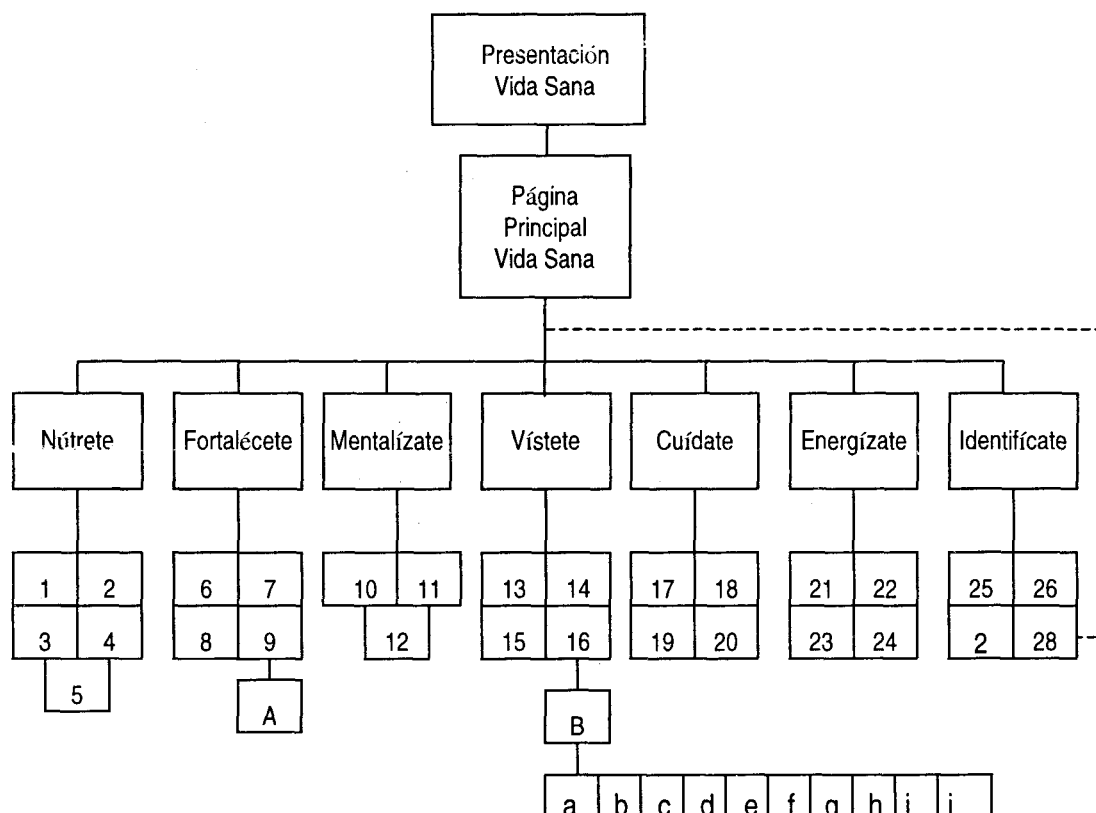 Presentación
Vida Sana
Página
Principal
Vida Sana
Nútrete Fortalécete Mentalízate Vístete Cuídate Energízate Identifícate
1 2 6 7 10 11 13 14 17 18 21 22 25 26
3 4 8 9 12 15 16 19 20 23 24 2 28
5 A B
a b c d e f g h